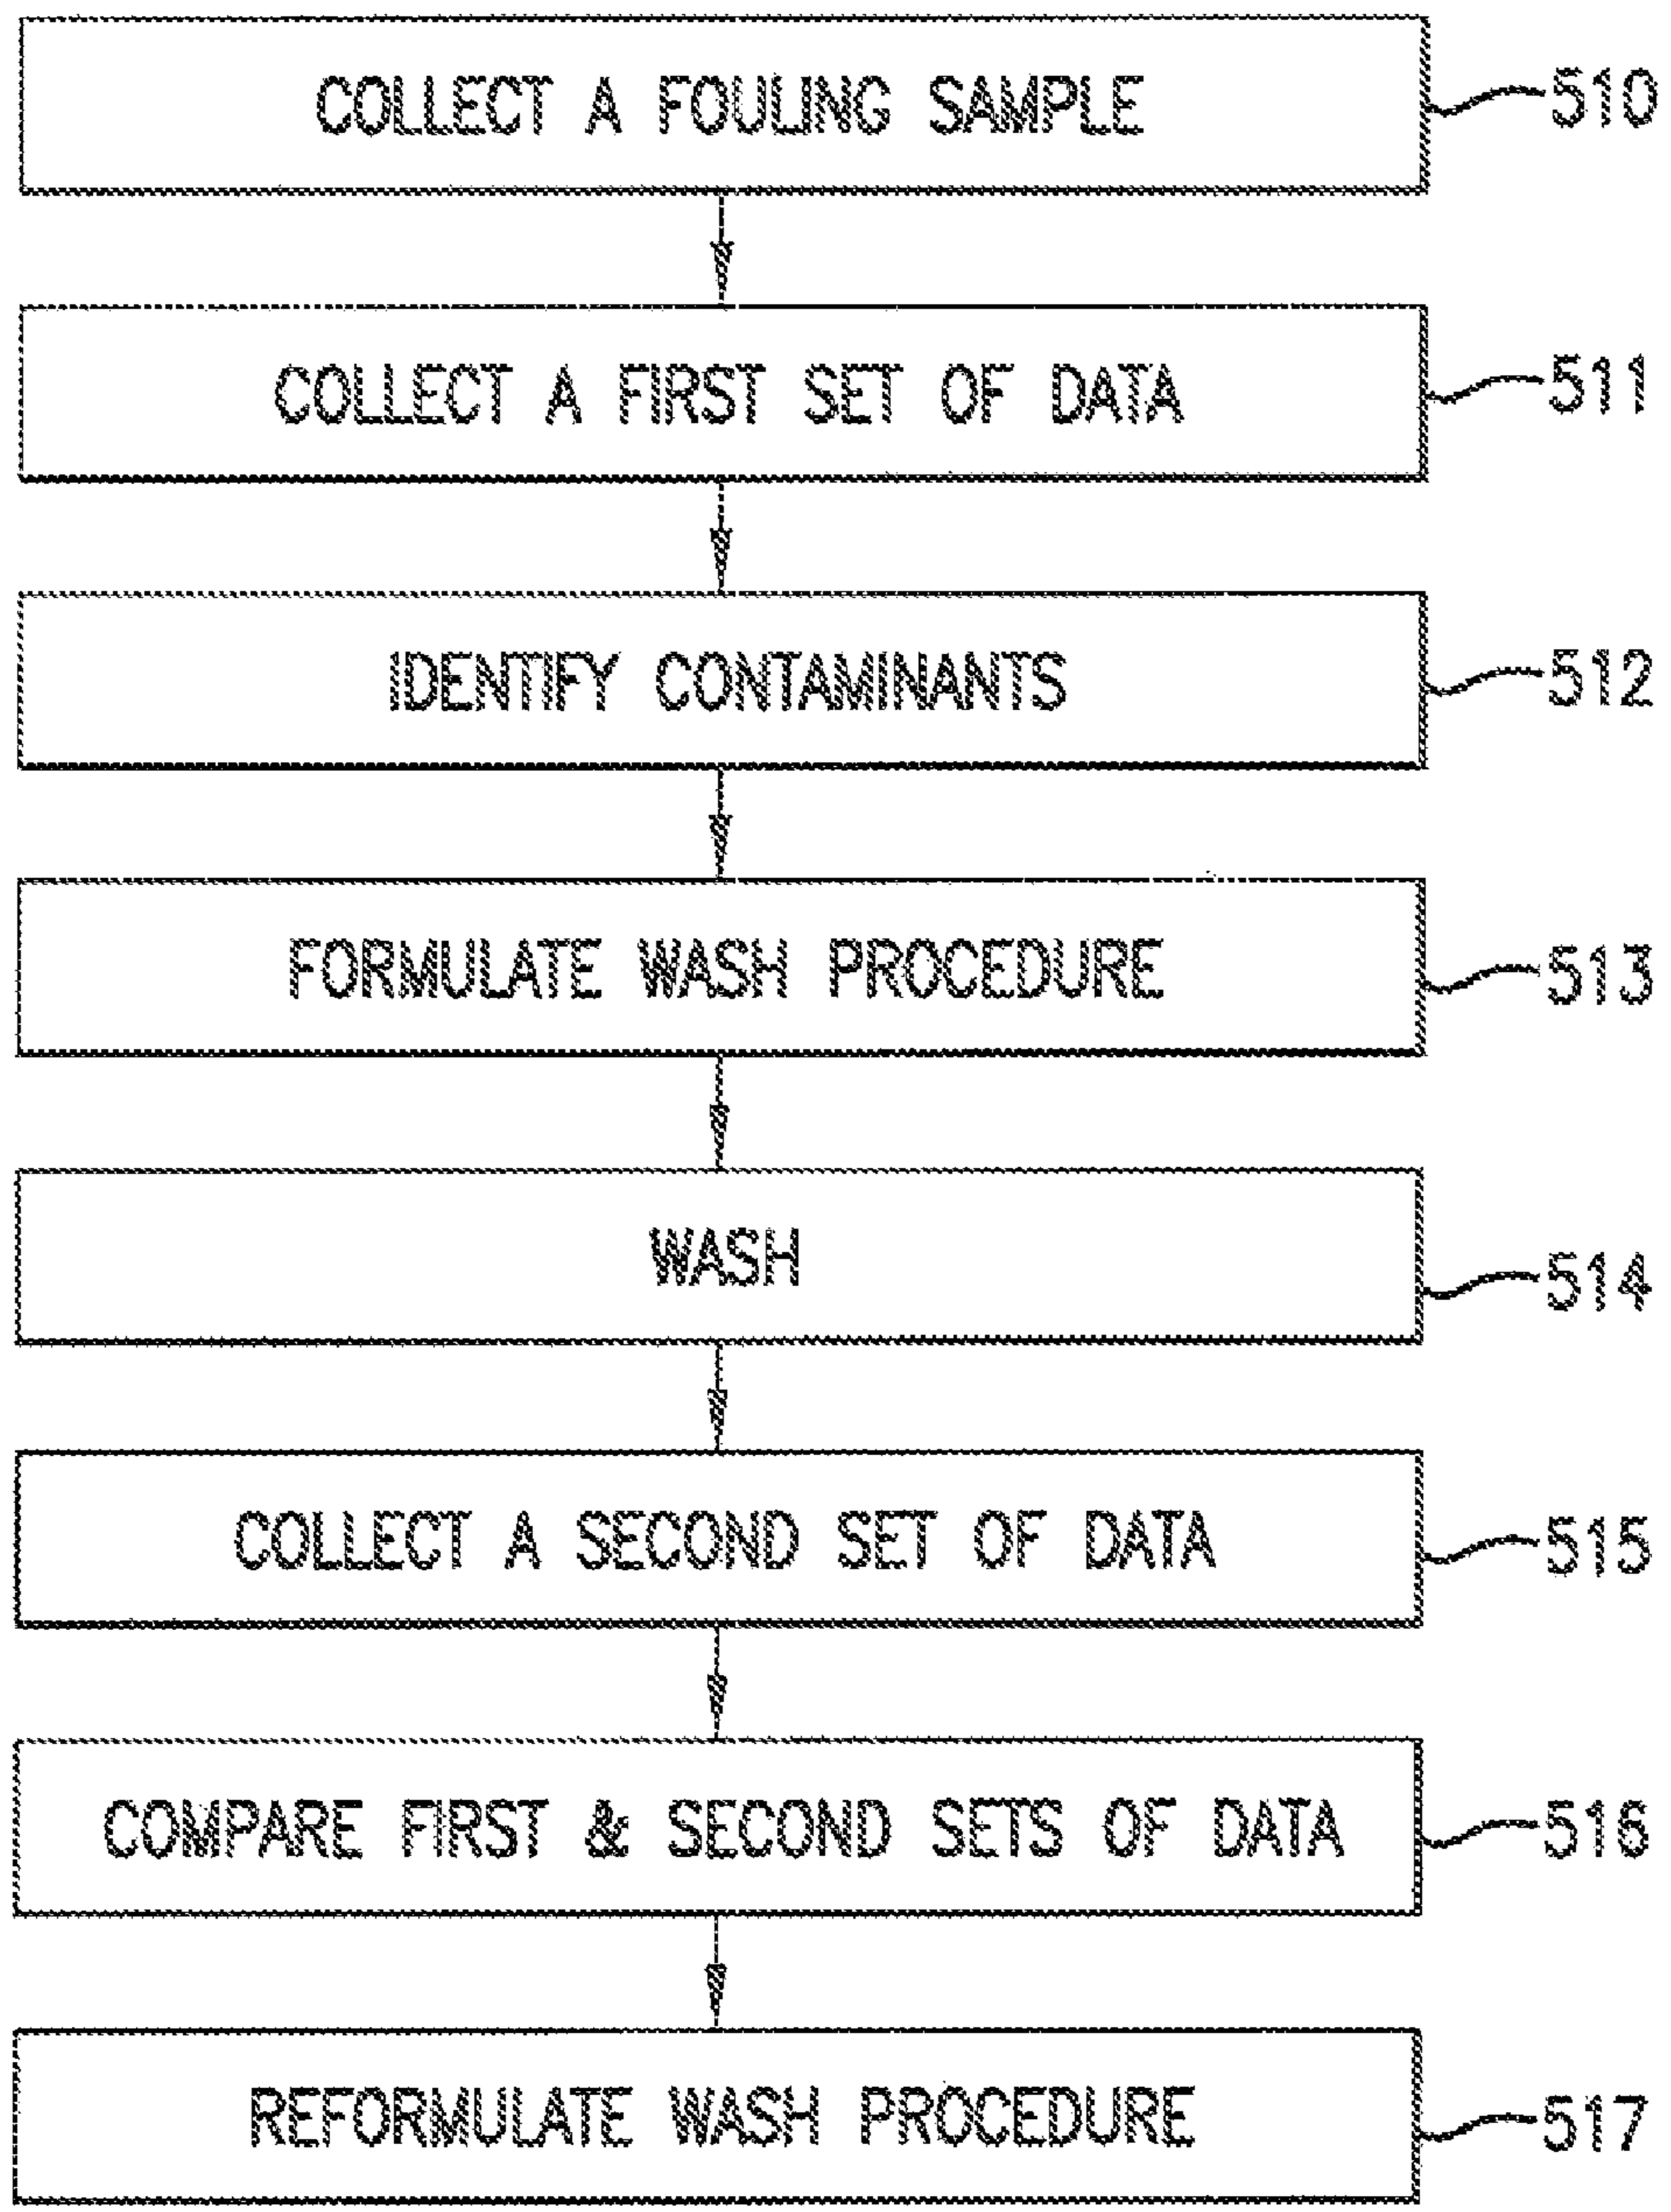 COLLECT A FOULING SAMPLE 510
COLLECT A FIRST SET OF DATA 511
IDENTIFY CONTAMINANTS 512
FORMULATE WASH PROCEDURE 513
WASH 514
COLLECT A SECOND SET OF DATA 515
COMPARE FIRST & SECOND SETS OF DATA 516
REFORMULATE WASH PROCEDURE 517